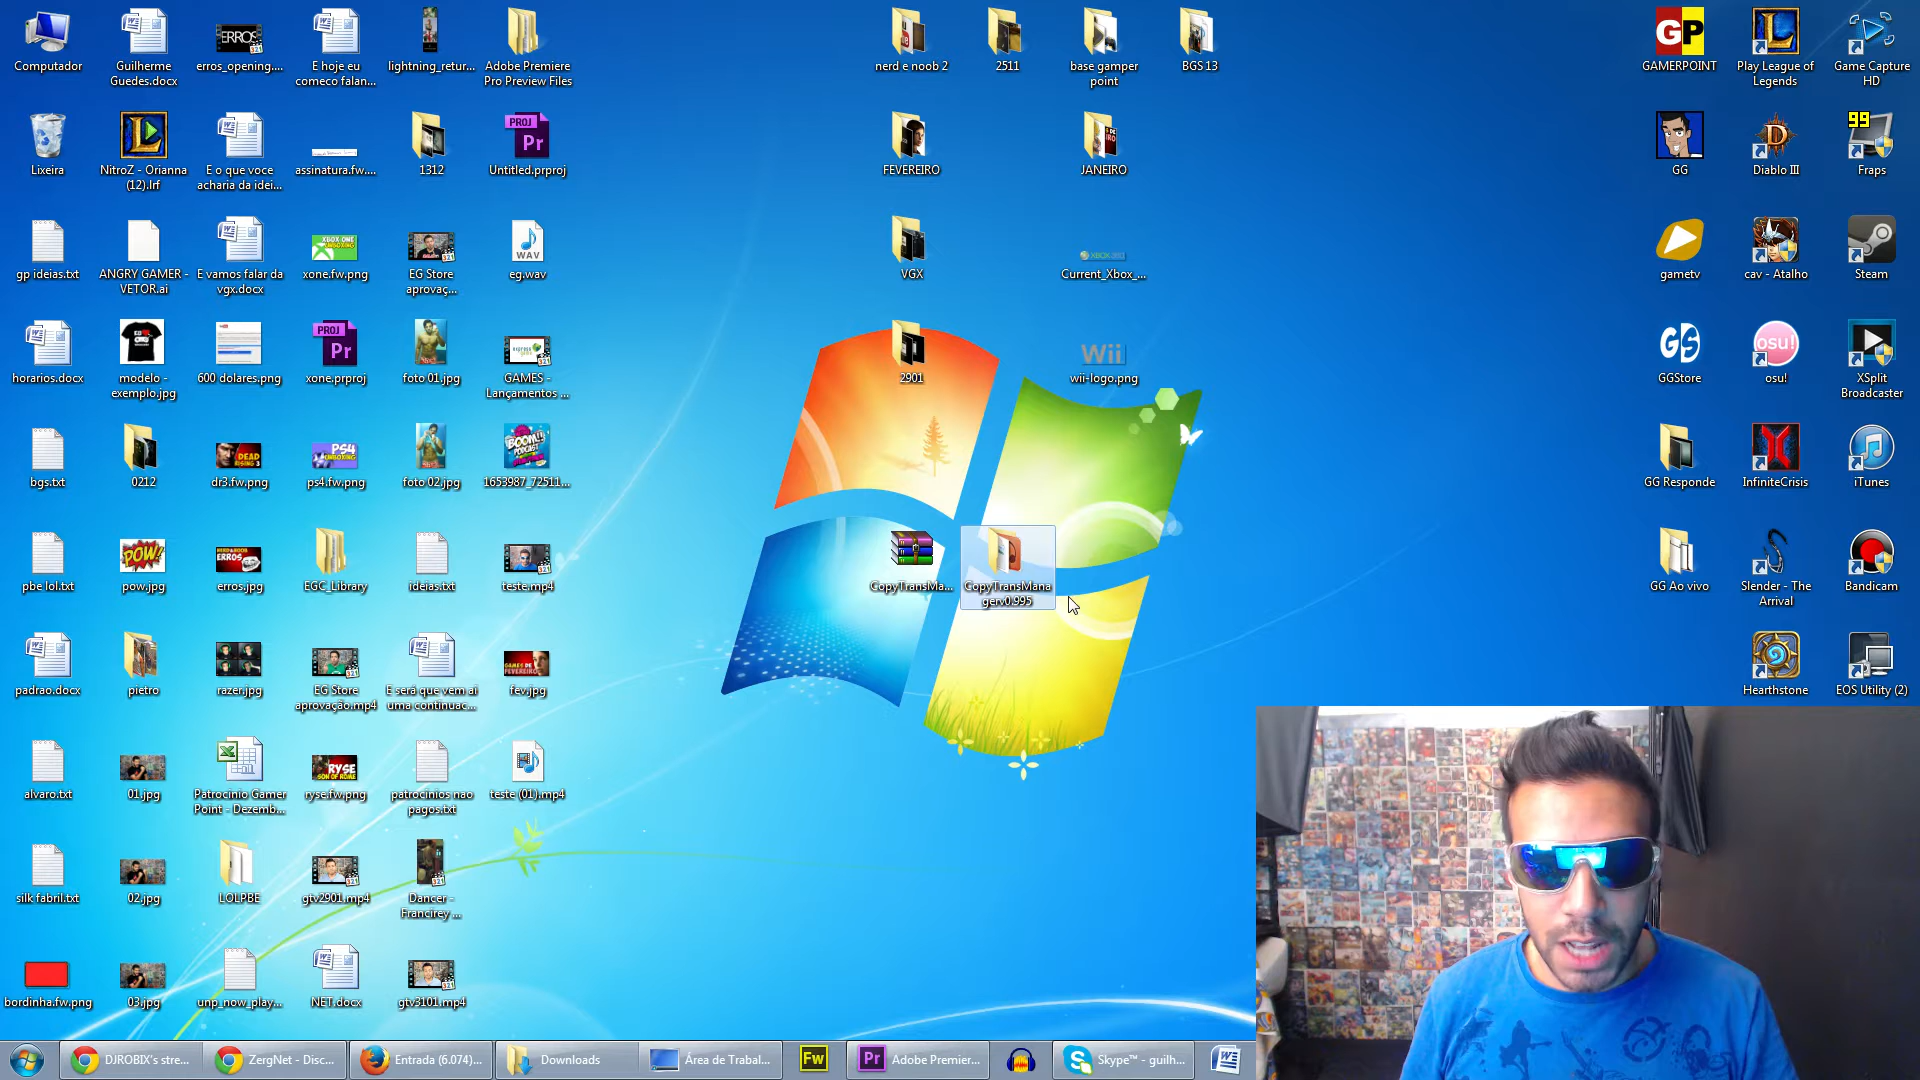 Computador
Guilherme
Guedes.docx
erros_opening....
E hoje eu
comeco falan...
lightning_retur...
Adobe Premiere
Pro Preview Files
nerd e noob 2
2511
base gamper
point
BGS 13
GAMERPOINT
Play League of
Legends
Game Capture
HD
Lixeira
NitroZ - Orianna
(12).lrf
E o que voce
acharia da idei...
assinatura.fw....
1312
Untitled.prproj
FEVEREIRO
JANEIRO
GG
Diablo III
Fraps
gp ideias.txt
ANGRY GAMER -
VETOR.ai
E vamos falar da
vgx.docx
xone.fw.png
EG Store
aprovaç...
eg.wav
VGX
Current_Xbox_...
gametv
cav - Atalho
Steam
horarios.docx
modelo -
exemplo.jpg
600 dolares.png
xone.prproj
foto 01.jpg
GAMES -
Lançamentos ...
2901
wii-logo.png
GGStore
osu!
XSplit
Broadcaster
bgs.txt
0212
dr3.fw.png
ps4.fw.png
foto 02.jpg
1653987_72511...
GG Responde
InfiniteCrisis
iTunes
pbe lol.txt
pow.jpg
erros.jpg
EGC_Library
ideias.txt
teste.mp4
CopyTransMa...
CopyTransMana
gerv0.995
GG Ao vivo
Slender - The
Arrival
Bandicam
padrao.docx
pietro
razer.jpg
EG Store
aprovação.mp4
E será que vem ai
uma continuac...
fev.jpg
Hearthstone
EOS Utility (2)
alvaro.txt
01.jpg
Patrocinio Gamer
Point - Dezemb...
ryse.fw.png
patrocinios nao
pagos.txt
teste (01).mp4
silk fabril.txt
02.jpg
LOLPBE
gtv2901.mp4
Dancer -
Francirey ...
bordinha.fw.png
03.jpg
unp_now_play...
NET.docx
gtv3101.mp4
DJROBIX's stre...
ZergNet - Disc...
Entrada (6.074)...
Downloads
Área de Trabal...
Fw
Pr
Adobe Premier...
Skype™ - guilh...